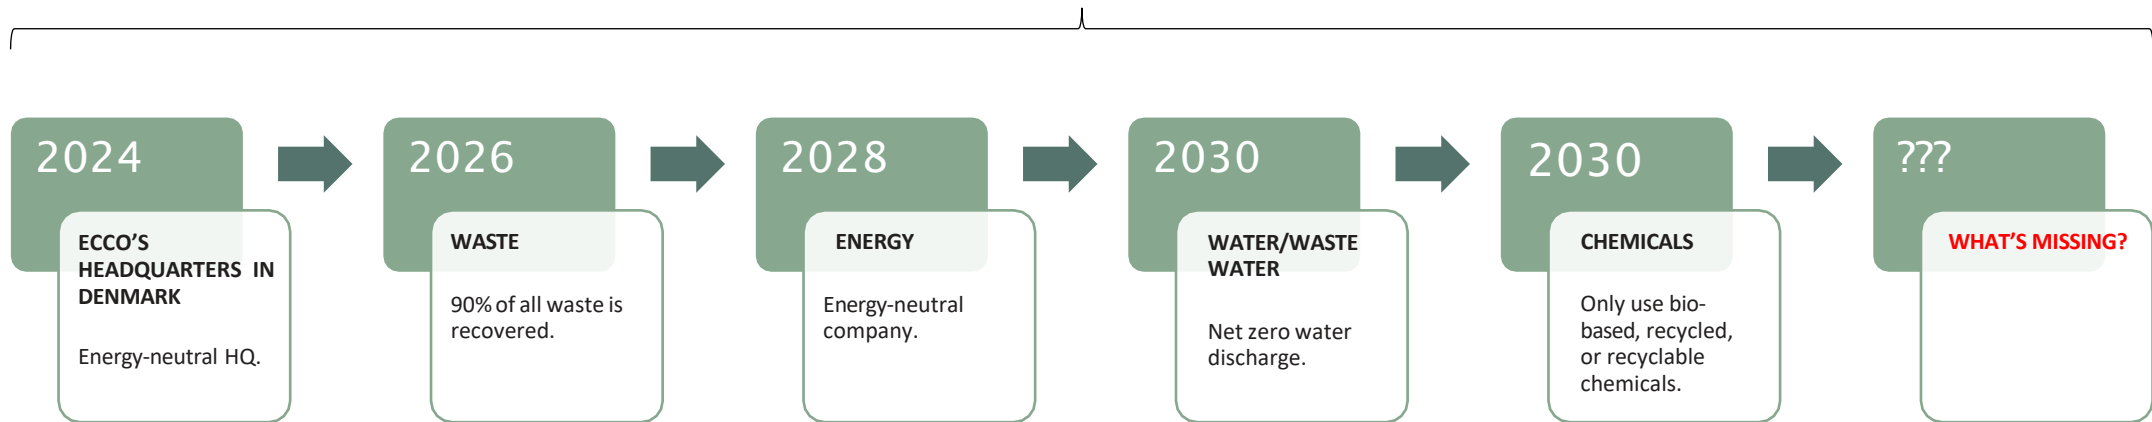 2024
ECCO’S
HEADQUARTERS IN
DENMARK
Energy-neutral HQ.
2026
WASTE
90% of all waste is
recovered.
2028
ENERGY
Energy-neutral
company.
2030
WATER/WASTE
WATER
Net zero water
discharge.
2030
CHEMICALS
Only use bio-
based, recycled,
or recyclable
chemicals.
???
WHAT’S MISSING?